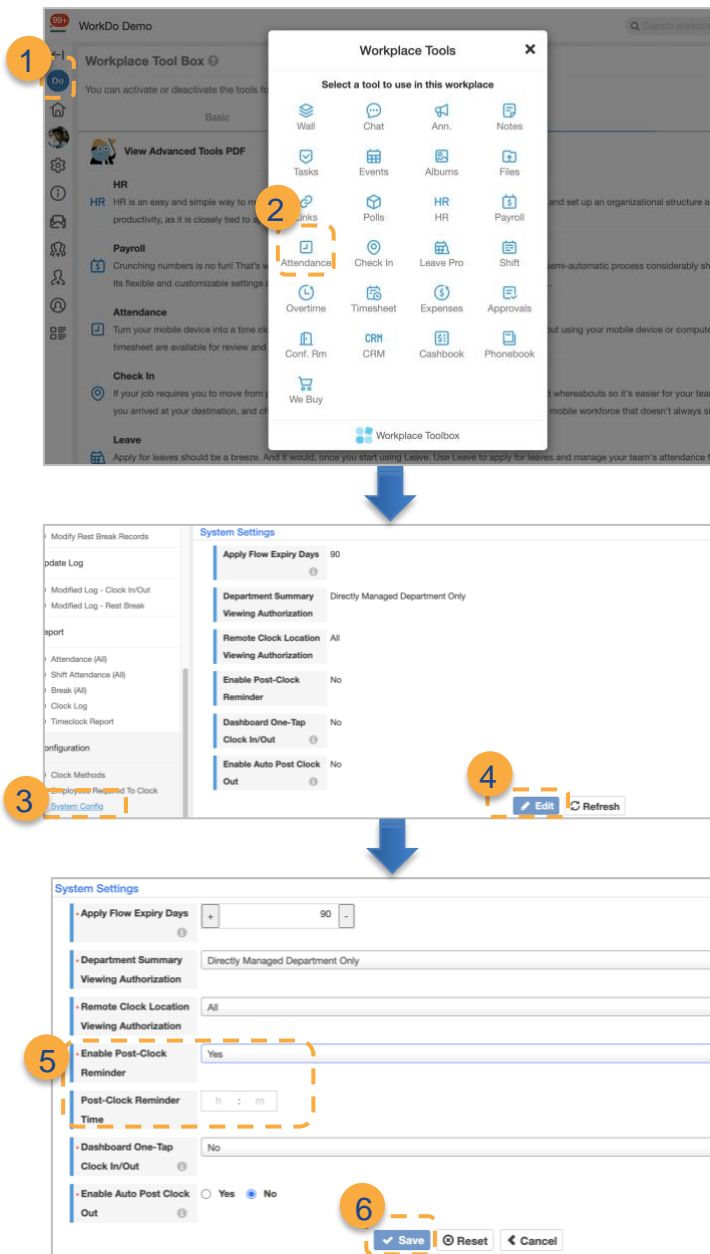 99+
WorkDo Demo
Search workpla
1
Do
Workplace Tool Box
You can activate or deactivate the tools fo
Basic
View Advanced Tools PDF
HR
HR
HR is an easy and simple way to m
and set up an organizational structure a
productivity, as it is closely tied to a
Payroll
Crunching numbers is no fun! That's w
emi-automatic process considerably sh
Its flexible and customizable settings a
Attendance
Turn your mobile device into a time clo
out using your mobile device or compute
timesheet are available for review and
Check In
If your job requires you to move from p
d whereabouts so it's easier for your tea
you arrived at your destination, and ch
mobile workforce that doesn't always si
Leave
Apply for leaves should be a breeze. And it would, once you start using Leave. Use Leave to apply for leaves and manage your team's attendance f
Workplace Tools
Select a tool to use in this workplace
Wall
Chat
Ann.
Notes
Tasks
Events
Albums
Files
2
Links
Polls
HR
HR
Payroll
Attendance
Check In
Leave Pro
Shift
Overtime
Timesheet
Expenses
Approvals
Conf. Rm
CRM
CRM
Cashbook
Phonebook
We Buy
Workplace Toolbox
Modify Rest Break Records
pdate Log
Modified Log - Clock In/Out
Modified Log - Rest Break
eport
Attendance (All)
Shift Attendance (All)
Break (All)
Clock Log
Timeclock Report
onfiguration
Clock Methods
Employees Required To Clock
3
System Config
System Settings
Apply Flow Expiry Days 90
Department Summary Directly Managed Department Only
Viewing Authorization
Remote Clock Location All
Viewing Authorization
Enable Post-Clock No
Reminder
Dashboard One-Tap No
Clock In/Out
Enable Auto Post Clock No
Out
4
Edit Refresh
System Settings
• Apply Flow Expiry Days + 90 -
• Department Summary Directly Managed Department Only
Viewing Authorization
• Remote Clock Location All
Viewing Authorization
5
• Enable Post-Clock Yes
Reminder
Post-Clock Reminder h : m
Time
• Dashboard One-Tap No
Clock In/Out
• Enable Auto Post Clock Yes No
Out
6
Save Reset Cancel